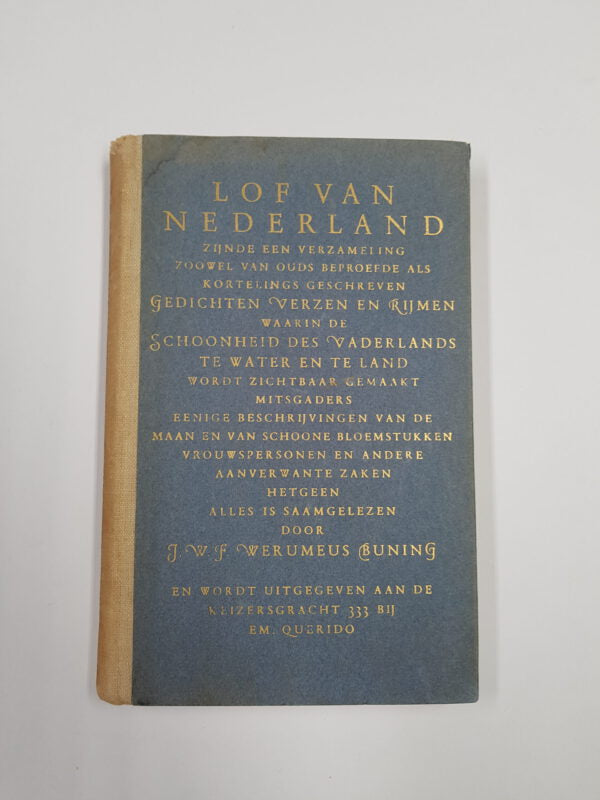 LOF VAN
NEDERLAND
ZIJNDE EEN VERZAMELING
ZOOWEL VAN OUDS BEPROEFDE ALS
KORTELINGS GESCHREVEN
GEDICHTEN VERZEN EN RIJMEN
WAARIN DE
SCHOONHEID DES VADERLANDS
TE WATER EN TE LAND
WORDT ZICHTBAAR GEMAAKT
MITSGADERS
EENIGE BESCHRIJVINGEN VAN DE
MAAN EN VAN SCHOONE BLOEMSTUKKEN
VROUWSPERSONEN EN ANDERE
AANVERWANTE ZAKEN
HETGEEN
ALLES IS SAAMGELEZEN
DOOR
J. W. F. WERUMEUS BUNING
EN WORDT UITGEGEVEN AAN DE
KEIZERSGRACHT 333 BIJ
EM. QUERIDO